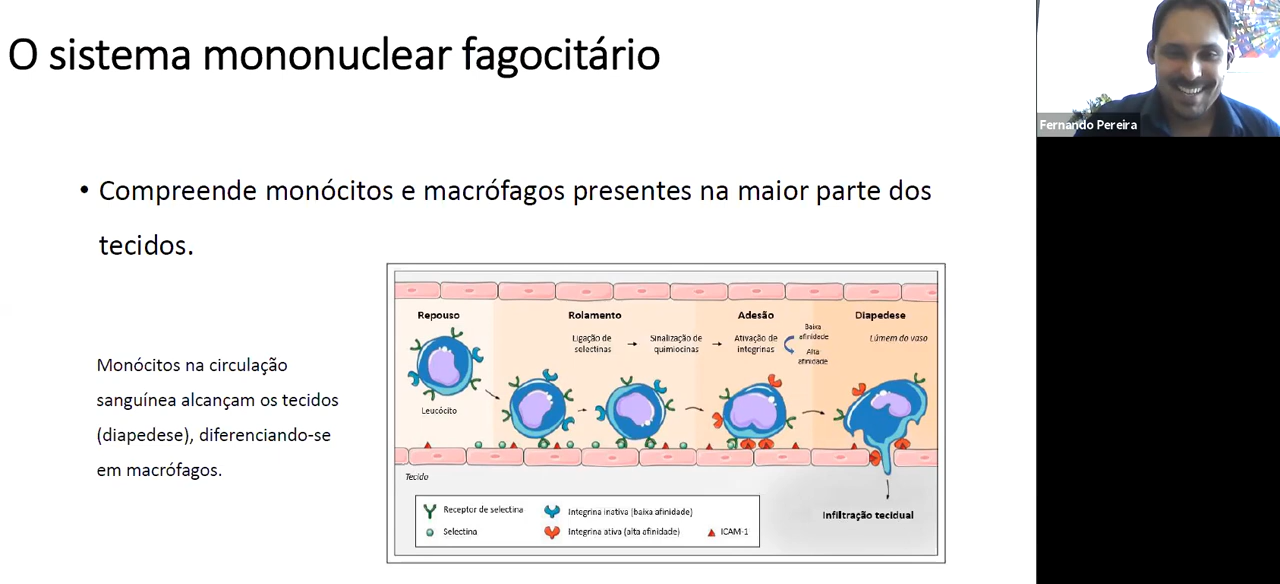 O sistema mononuclear fagocitário
Fernando Pereira
• Compreende monócitos e macrófagos presentes na maior parte dos
tecidos.
Monócitos na circulação
sanguínea alcançam os tecidos
(diapedese), diferenciando-se
em macrófagos.
Repouso
Rolamento
Adesão
Diapedese
Ligação de
selectinas
Sinalização de
quimiocinas
Ativação de
integrinas
Baixa
afinidade
Alta
afinidade
Lúmem do vaso
Leucócito
Tecido
Receptor de selectina
Selectina
Integrina inativa (baixa afinidade)
Integrina ativa (alta afinidade)
ICAM-1
Infiltração tecidual